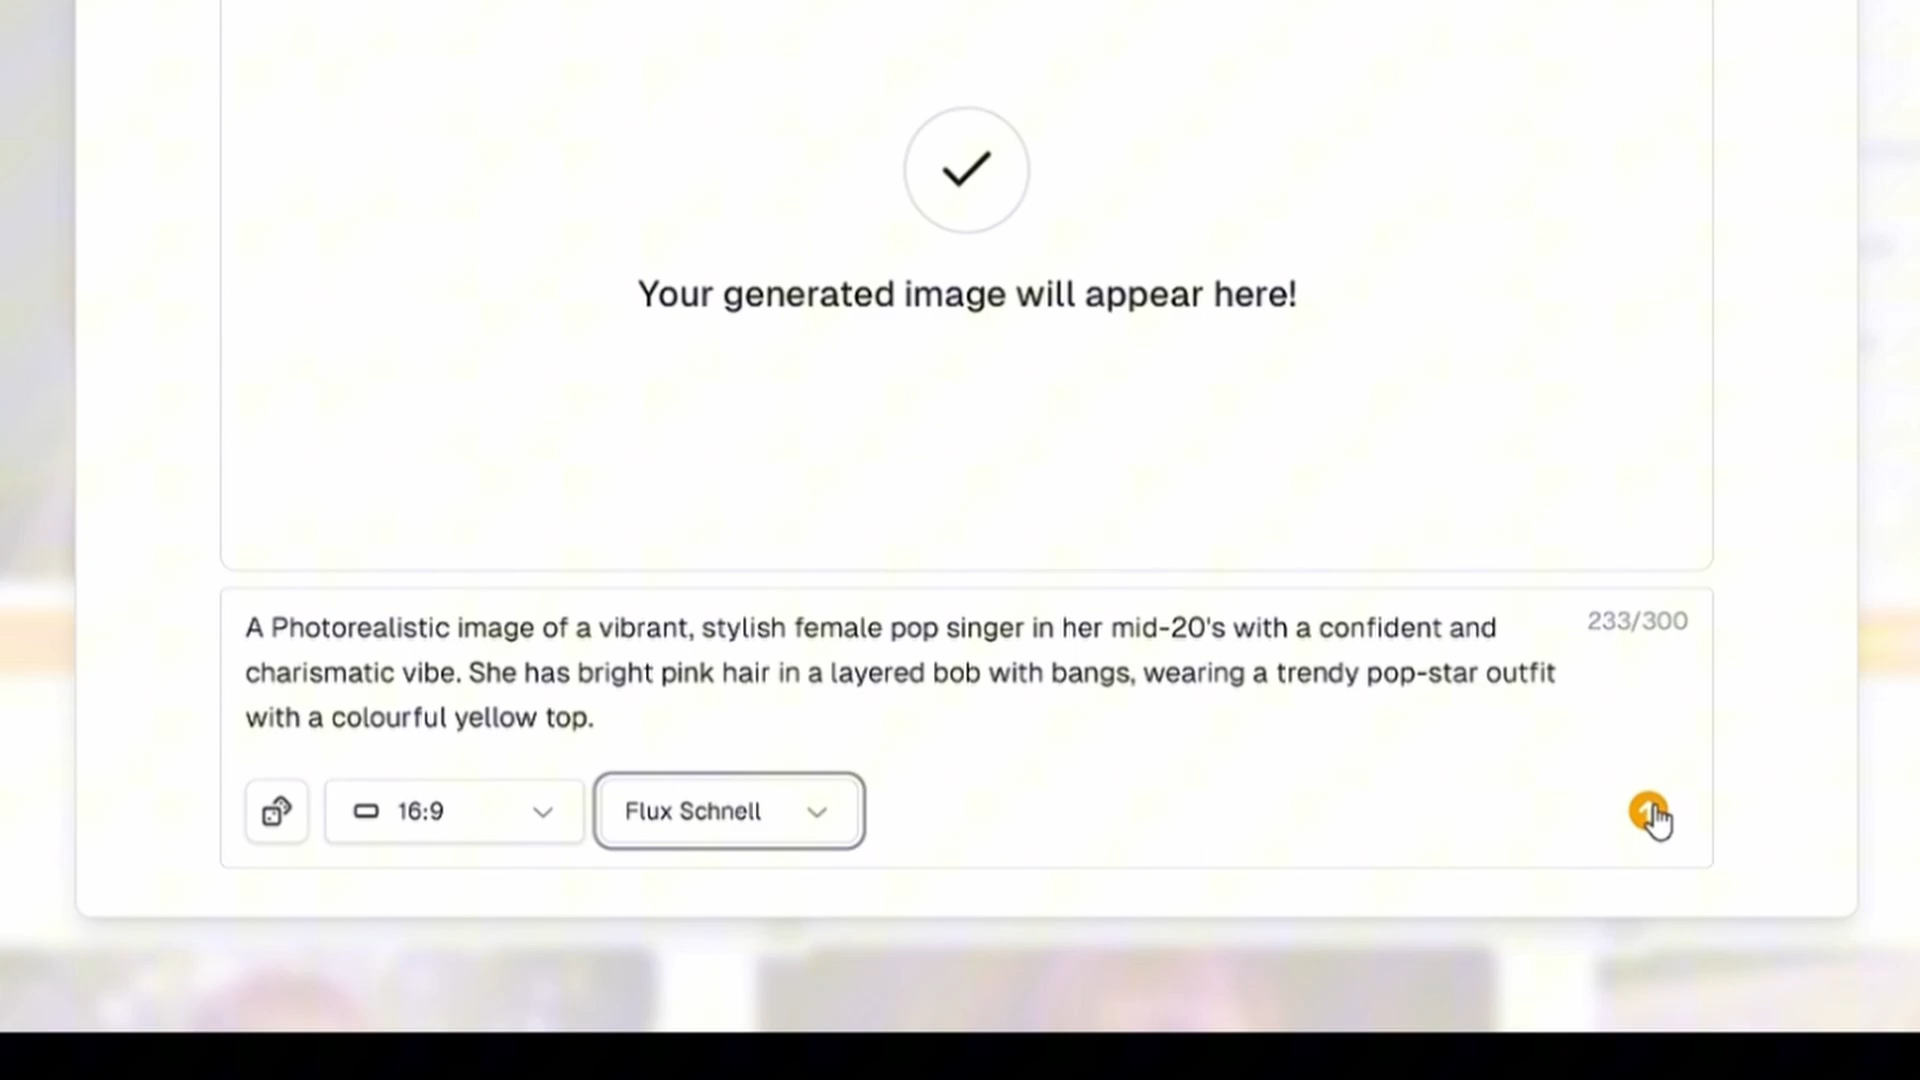 Your generated image will appear here!
A Photorealistic image of a vibrant, stylish female pop singer in her mid-20's with a confident and
charismatic vibe. She has bright pink hair in a layered bob with bangs, wearing a trendy pop-star outfit
with a colourful yellow top.
233/300
16:9
Flux Schnell